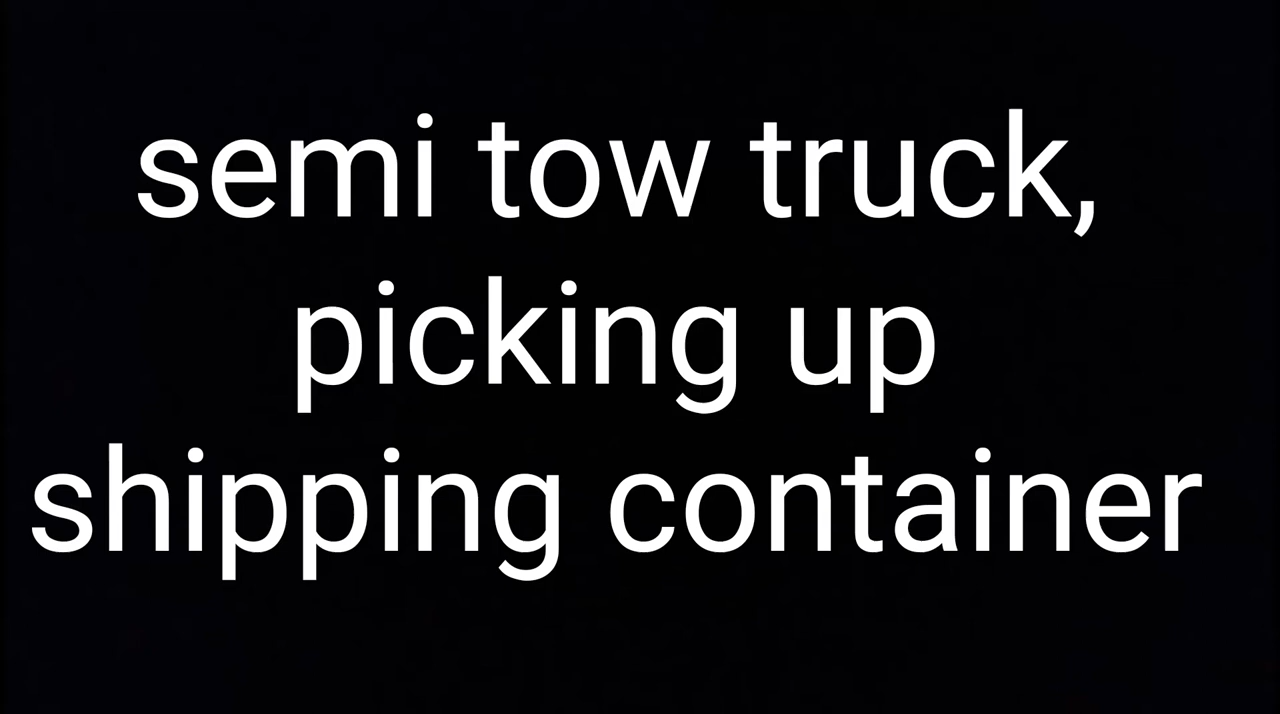 semi tow truck,
picking up
shipping container